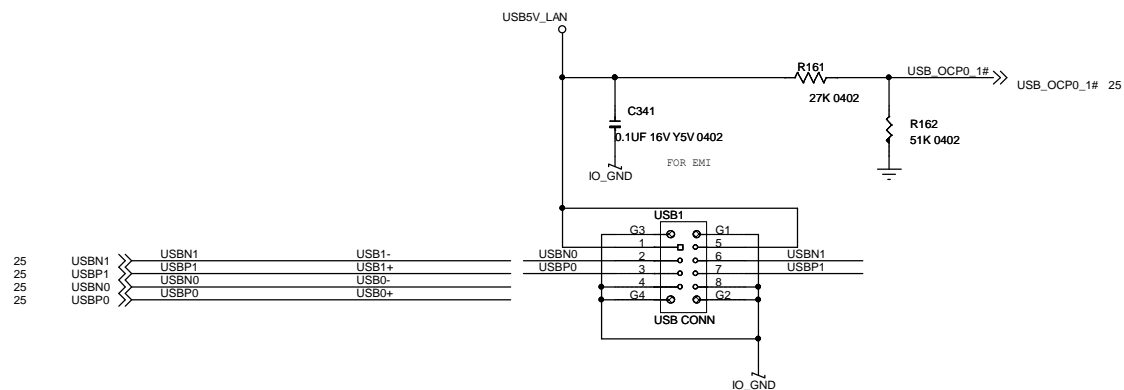 USB5V_LAN
R161
27K 0402
USB_OCP0_1#
USB_OCP0_1# 25
C341
0.1UF 16V Y5V 0402
FOR EMI
IO_GND
R162
51K 0402
USB1
G3 G1
1 5
2 6
3 7
4 8
G4 G2
USB CONN
USBN0 USBN1
USBP0 USBP1
25 USBN1 USBN1 USB1-
25 USBP1 USBP1 USB1+
25 USBN0 USBN0 USB0-
25 USBP0 USBP0 USB0+
IO_GND